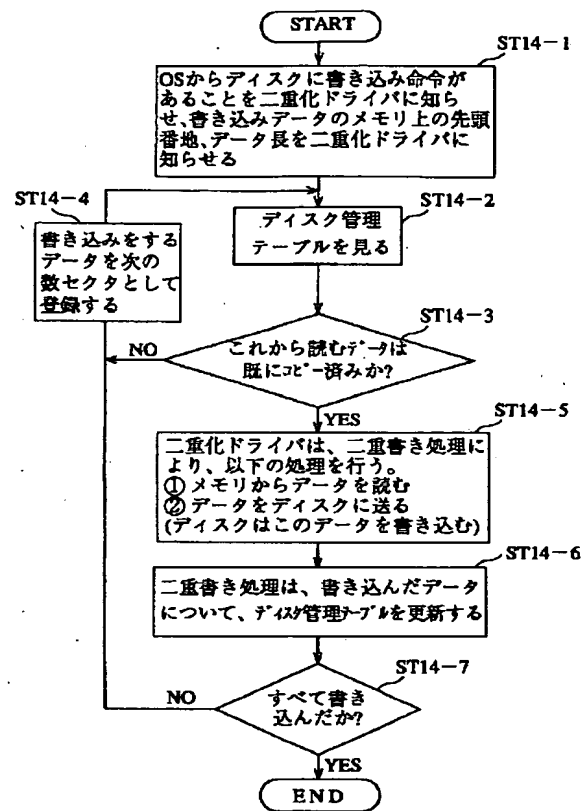 START
ST14-1
OSからディスクに書き込み命令が
あることを二重化ドライバに知ら
せ、書き込みデータのメモリ上の先頭
番地、データ長を二重化ドライバに
知らせる
ST14-4
書き込みをする
データを次の
数セクタとして
登録する
ST14-2
ディスク管理
テーブルを見る
ST14-3
これから読むデータは
既にコピー済みか?
NO
YES
ST14-5
二重化ドライバは、二重書き処理に
より、以下の処理を行う。
① メモリからデータを読む
② データをディスクに送る
(ディスクはこのデータを書き込む)
ST14-6
二重書き処理は、書き込んだデータ
について、ディスク管理テーブルを更新する
ST14-7
すべて書き
込んだか?
NO
YES
END